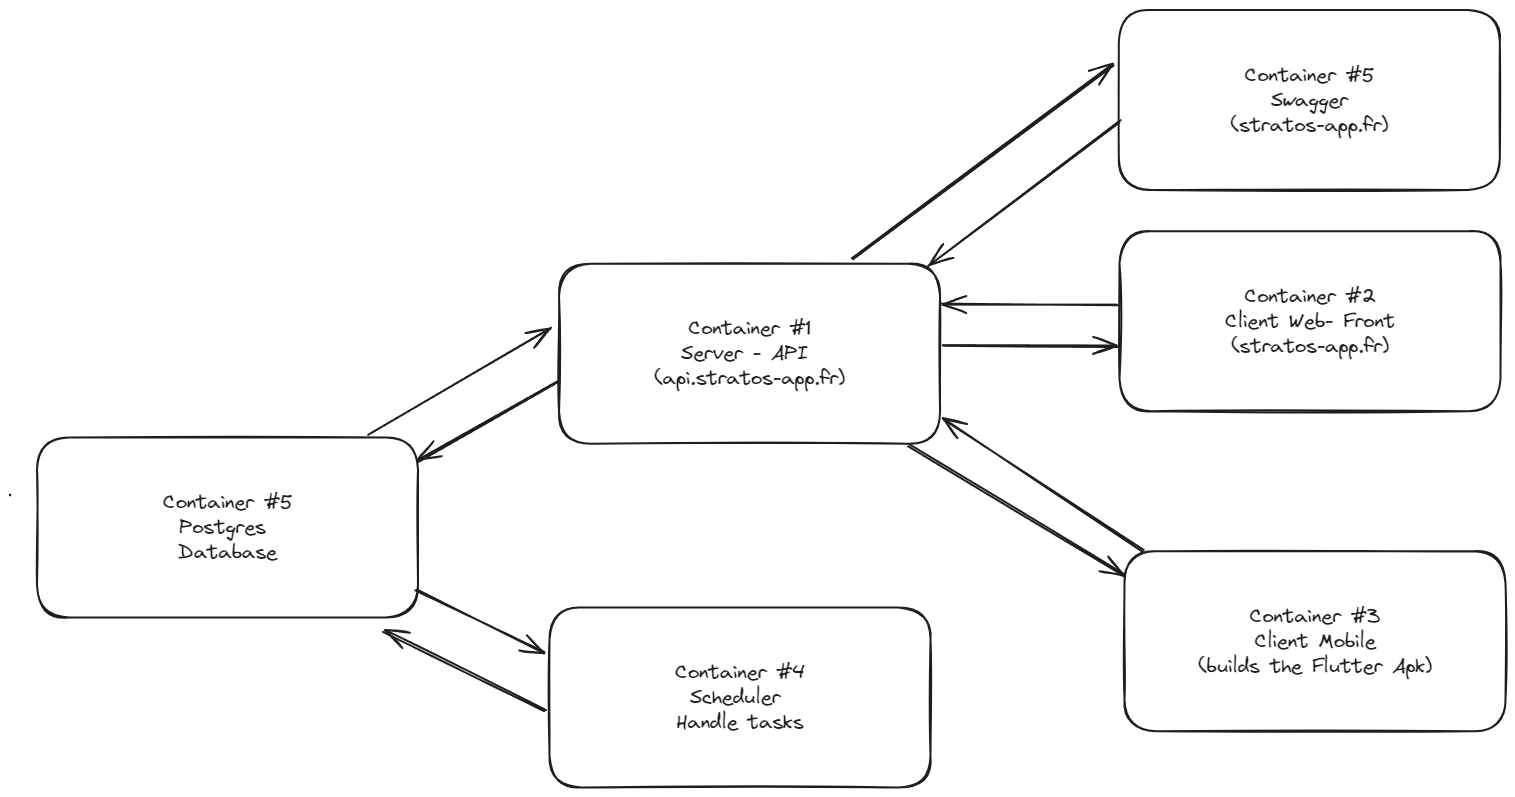 Container #5
Swagger
(stratos-app.fr)
Container #2
Client Web- Front
(stratos-app.fr)
Container #1
Server - API
(api.stratos-app.fr)
Container #5
Postgres
Database
Container #3
Client Mobile
(builds the Flutter Apk)
Container #4
Scheduler
Handle tasks